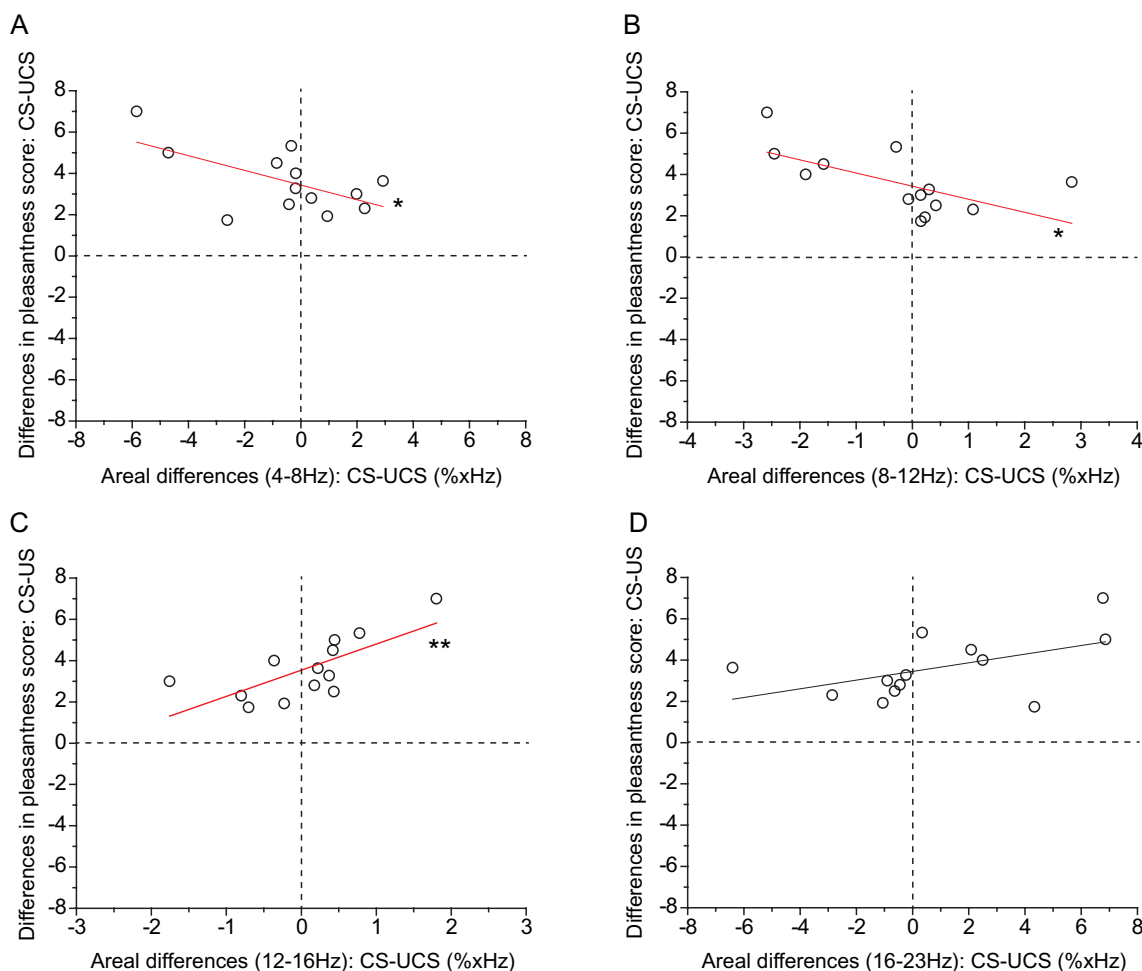 A
Differences in pleasantness score: CS-UCS
8
6
4
2
0
-2
-4
-6
-8
*
-8 -6 -4 -2 0 2 4 6 8
Areal differences (4-8Hz): CS-UCS (%xHz)
B
Differences in pleasantness score: CS-UCS
8
6
4
2
0
-2
-4
-6
-8
*
-4 -3 -2 -1 0 1 2 3 4
Areal differences (8-12Hz): CS-UCS (%xHz)
C
Differences in pleasantness score: CS-US
8
6
4
2
0
-2
-4
-6
-8
**
-3 -2 -1 0 1 2 3
Areal differences (12-16Hz): CS-UCS (%xHz)
D
Differences in pleasantness score: CS-US
8
6
4
2
0
-2
-4
-6
-8
-8 -6 -4 -2 0 2 4 6 8
Areal differences (16-23Hz): CS-UCS (%xHz)